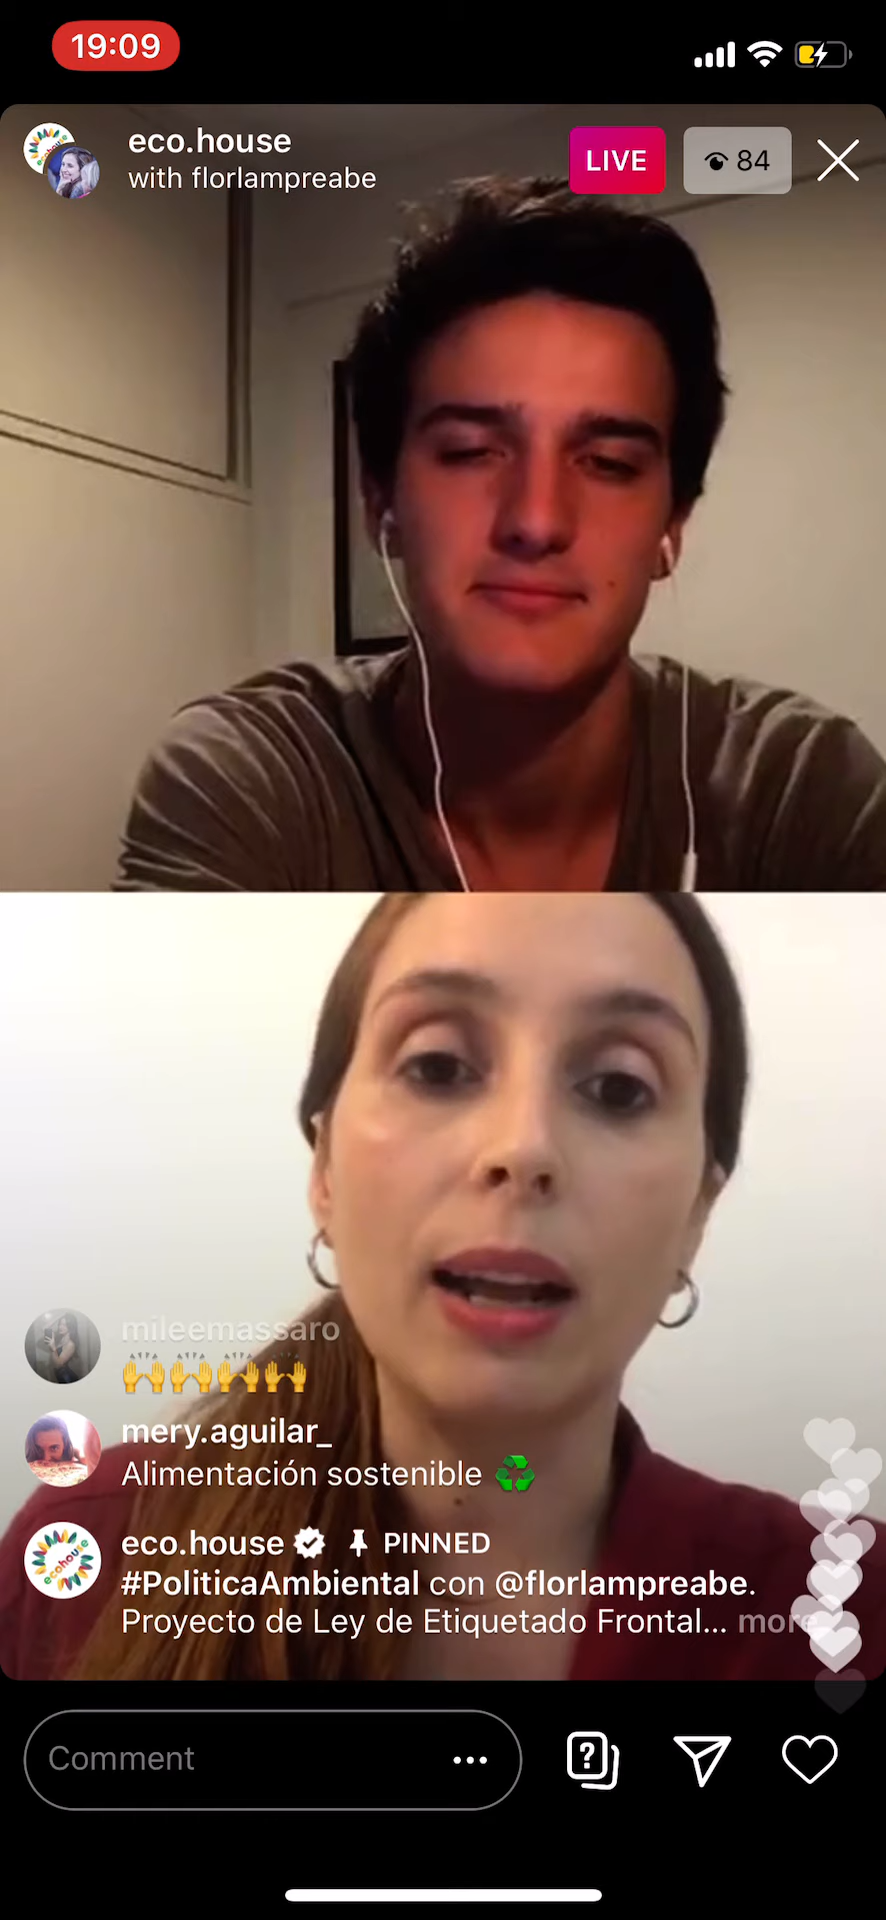 19:09
eco.house
with florlampreabe
LIVE
84
mileemassaro
🙌🙌🙌🙌
mery.aguilar_
Alimentación sostenible ♻️
eco.house PINNED
#PoliticaAmbiental con @florlampreabe.
Proyecto de Ley de Etiquetado Frontal... more
Comment
ecohouse